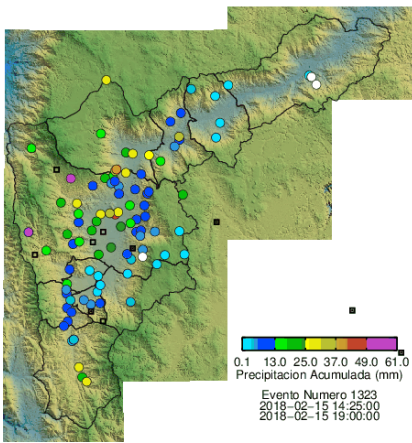 0.1 13.0 25.0 37.0 49.0 61.0
Precipitacion Acumulada (mm)
Evento Numero 1323
2018-02-15 14:25:00
2018-02-15 19:00:00